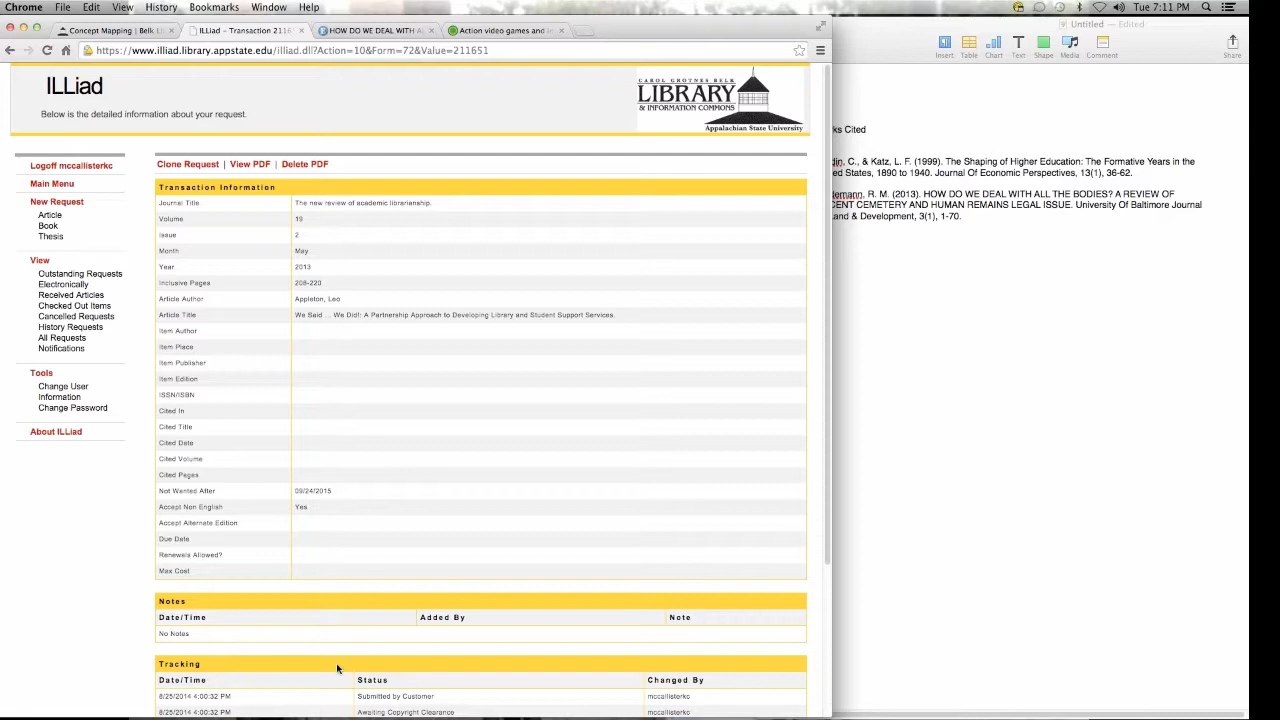 Chrome File Edit View History Bookmarks Window Help
Tu 7:11 PM
Concept Mapping | Belk Li
ILLiad - Transaction 2116
HOW DO WE DEAL WITH AL
Action video games and i
Untitled — Edited
https://www.illiad.library.appstate.edu/illiad.dll?Action=10&Form=72&Value=211651
Insert Table Chart Text Shape Media Comment Share
ILLiad
Below is the detailed information about your request.
CAROL GROTNES BELK
LIBRARY
& INFORMATION COMMONS
Appalachian State University
Logoff mccallisterkc
Main Menu
New Request
Article
Book
Thesis
View
Outstanding Requests
Electronically
Received Articles
Checked Out Items
Cancelled Requests
History Requests
All Requests
Notifications
Tools
Change User
Information
Change Password
About ILLiad
Clone Request | View PDF | Delete PDF
Transaction Information
Journal Title The new review of academic librarianship.
Volume 19
Issue 2
Month May
Year 2013
Inclusive Pages 208-220
Article Author Appleton, Leo
Article Title We Said ... We Did!: A Partnership Approach to Developing Library and Student Support Services.
Item Author
Item Place
Item Publisher
Item Edition
ISSN/ISBN
Cited In
Cited Title
Cited Date
Cited Volume
Cited Pages
Not Wanted After 09/24/2015
Accept Non English Yes
Accept Alternate Edition
Due Date
Renewals Allowed?
Max Cost
Notes
Date/Time Added By Note
No Notes
Tracking
Date/Time Status Changed By
8/25/2014 4:00:32 PM Submitted by Customer mccallisterkc
8/25/2014 4:00:32 PM Awaiting Copyright Clearance mccallisterkc
ks Cited
din, C., & Katz, L. F. (1999). The Shaping of Higher Education: The Formative Years in the
ed States, 1890 to 1940. Journal Of Economic Perspectives, 13(1), 36-62.
demann, R. M. (2013). HOW DO WE DEAL WITH ALL THE BODIES? A REVIEW OF
CENT CEMETERY AND HUMAN REMAINS LEGAL ISSUE. University Of Baltimore Journal
and & Development, 3(1), 1-70.